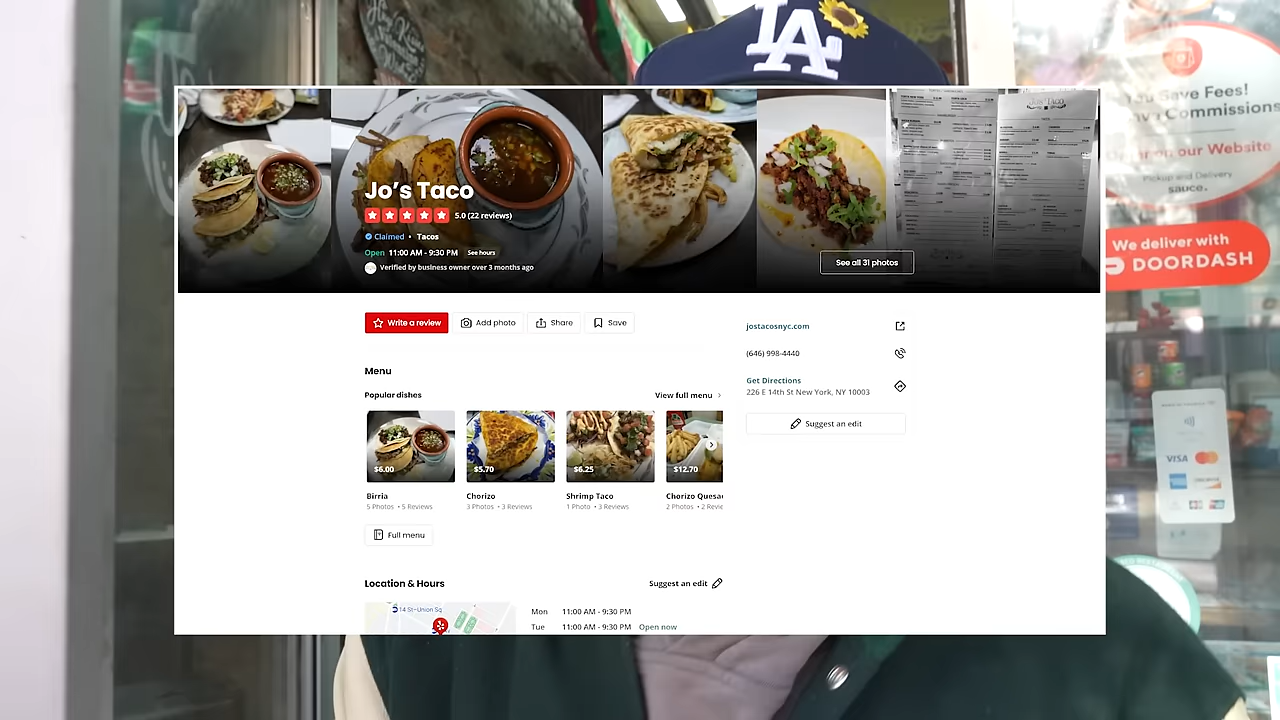 LA
Save Fees!
Commissions
on our Website
Pickup and Delivery
sauce.
We deliver with
DOORDASH
VISA
Jo's Taco
5.0 (22 reviews)
Claimed • Tacos
Open 11:00 AM - 9:30 PM See hours
Verified by business owner over 3 months ago
See all 31 photos
Write a review
Add photo
Share
Save
jostacosnyc.com
(646) 998-4440
Get Directions
226 E 14th St New York, NY 10003
Suggest an edit
Menu
Popular dishes
View full menu
$6.00
$5.70
$6.25
$12.70
Birria
5 Photos • 5 Reviews
Chorizo
3 Photos • 3 Reviews
Shrimp Taco
1 Photo • 3 Reviews
Chorizo Quesa
2 Photos • 2 Revie
Full menu
Location & Hours
Suggest an edit
14 St-Union Sq
Mon 11:00 AM - 9:30 PM
Tue 11:00 AM - 9:30 PM Open now